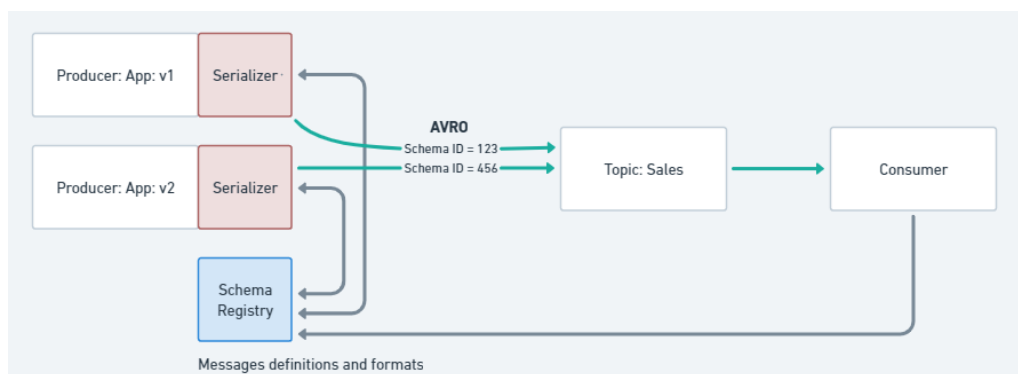 Producer: App: v1
Serializer
AVRO
Schema ID = 123
Schema ID = 456
Topic: Sales
Consumer
Producer: App: v2
Serializer
Schema
Registry
Messages definitions and formats